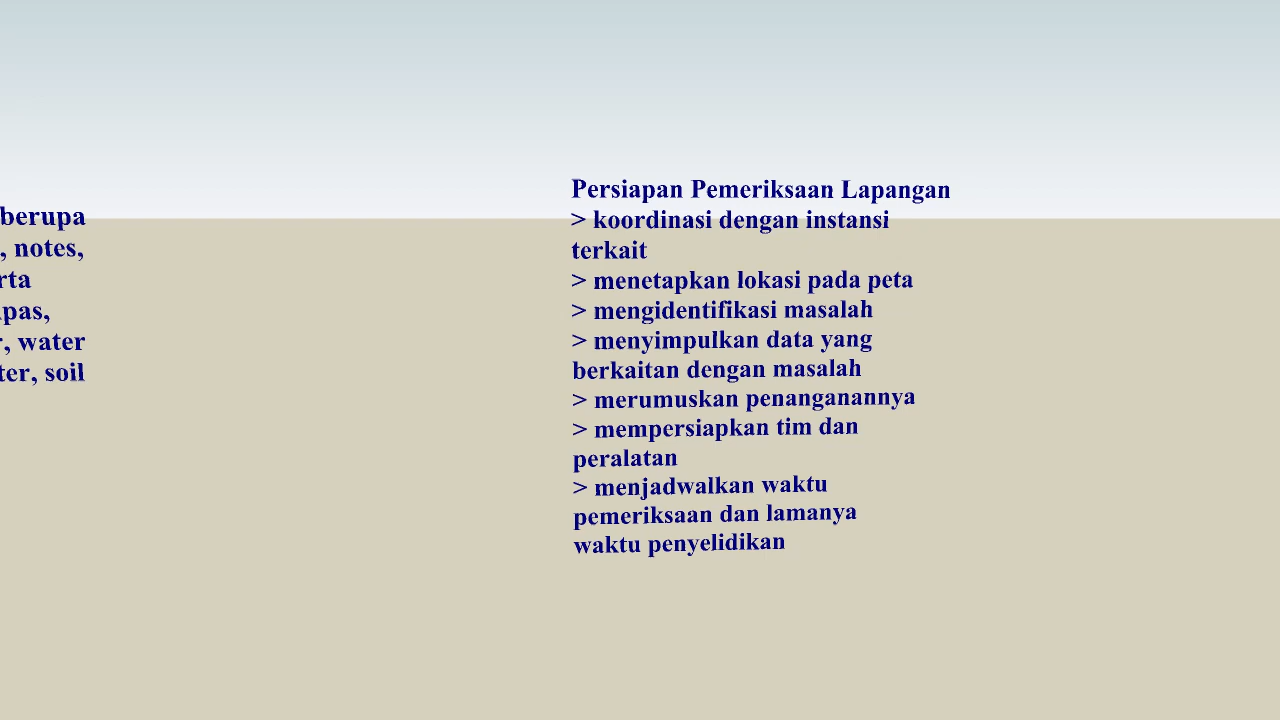 berupa
, notes,
rta
pas,
r, water
ter, soil
Persiapan Pemeriksaan Lapangan
> koordinasi dengan instansi
terkait
> menetapkan lokasi pada peta
> mengidentifikasi masalah
> menyimpulkan data yang
berkaitan dengan masalah
> merumuskan penanganannya
> mempersiapkan tim dan
peralatan
> menjadwalkan waktu
pemeriksaan dan lamanya
waktu penyelidikan